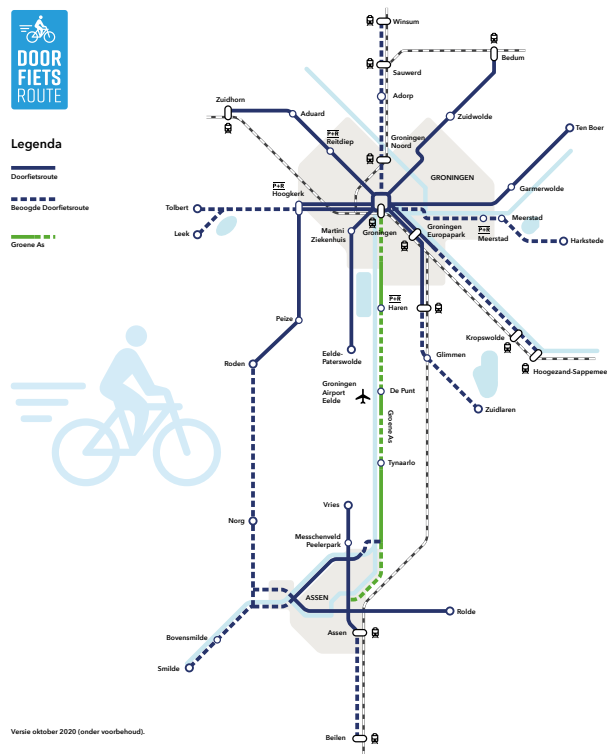 DOOR
FIETS
ROUTE
Legenda
Doorfietsroute
Beoogde Doorfietsroute
Groene As
Winsum
Sauwerd
Bedum
Adorp
Zuidhorn
Aduard
Zuidwolde
Ten Boer
P+R
Reitdiep
Groningen
Noord
GRONINGEN
P+R
Hoogkerk
Garmerwolde
Tolbert
Leek
Martini
Ziekenhuis
Groningen
Groningen
Europapark
P+R
Meerstad
Meerstad
Harkstede
P+R
Haren
Peize
Kropswolde
Hoogezand-Sappemeer
Eelde-
Paterswolde
Glimmen
Roden
Groningen
Airport
Eelde
De Punt
Zuidlaren
Groene As
Tynaarlo
Vries
Norg
Messchenveld
Peelerpark
ASSEN
Rolde
Assen
Bovensmilde
Smilde
Beilen
Versie oktober 2020 (onder voorbehoud).